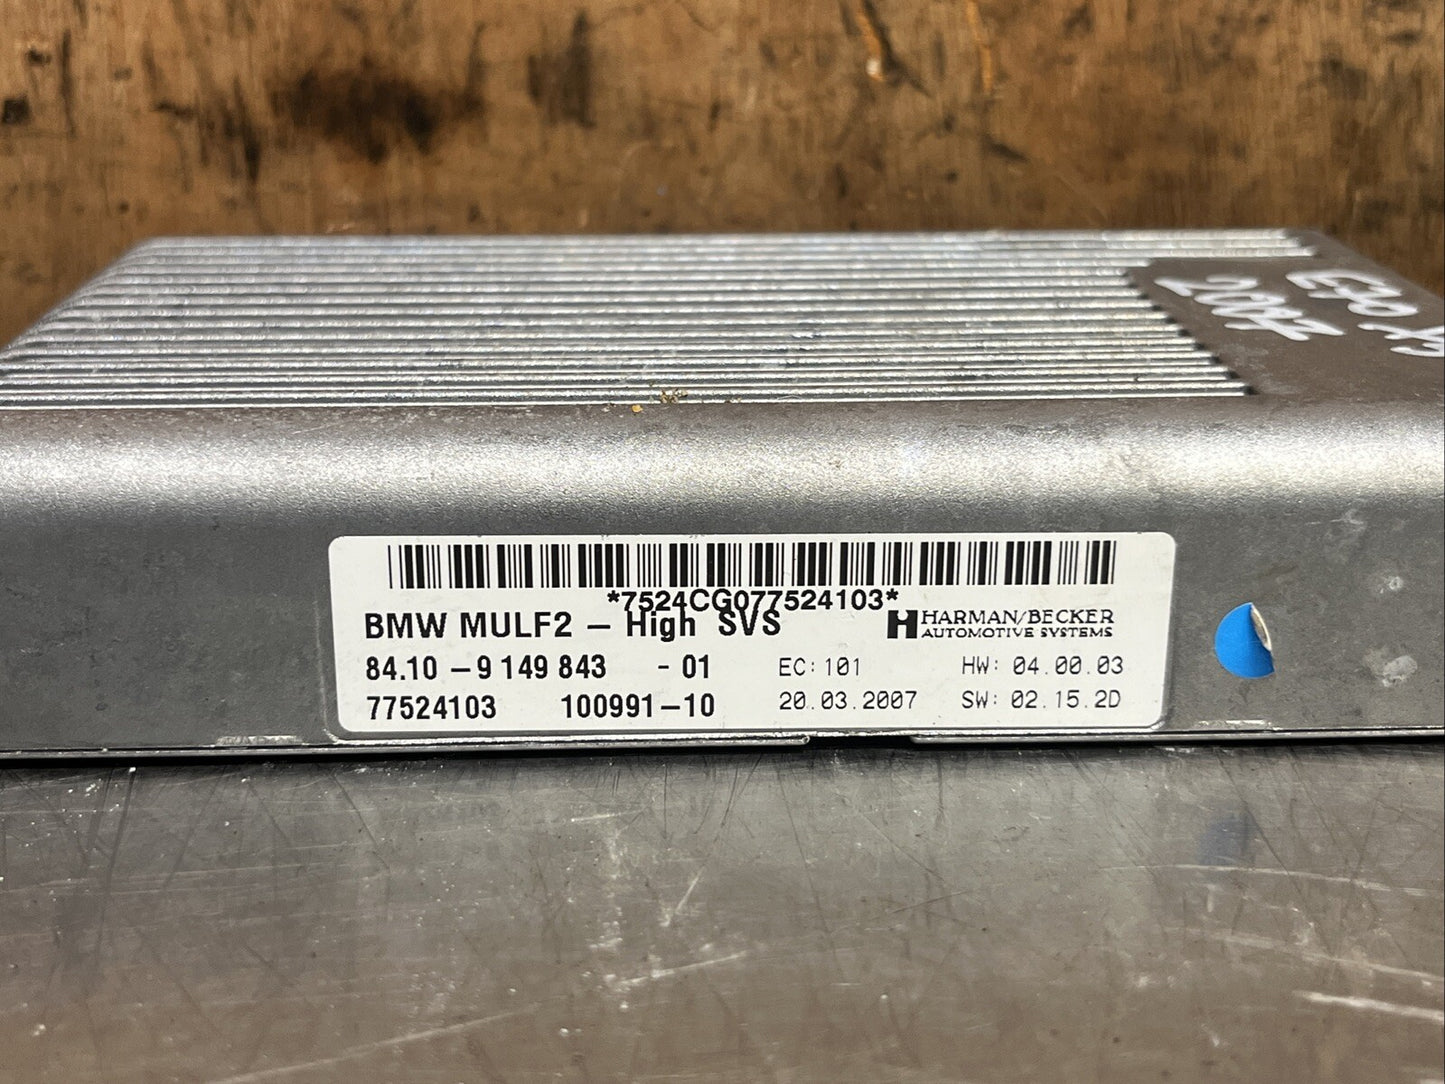 E90 X3
2007
*7524CG077524103*
BMW MULF2 – High SVS
HARMAN/BECKER
AUTOMOTIVE SYSTEMS
84.10 – 9 149 843 - 01 EC: 101 HW: 04.00.03
77524103 100991–10 20.03.2007 SW: 02.15.2D